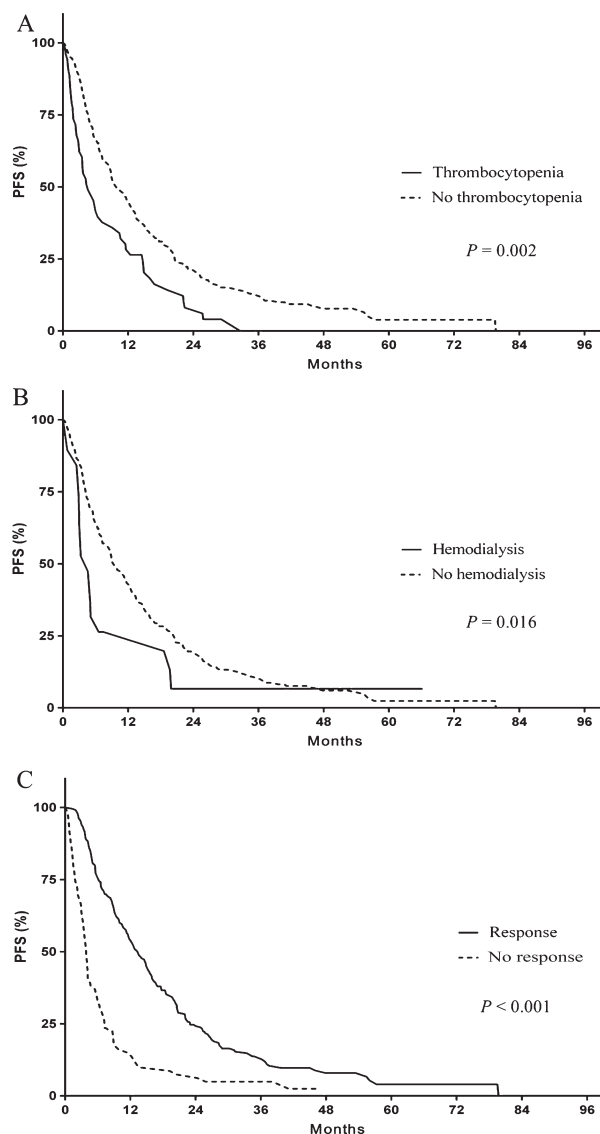 A
100
75
50
25
0
PFS (%)
Thrombocytopenia
No thrombocytopenia
P = 0.002
0 12 24 36 48 60 72 84 96
Months
B
100
75
50
25
0
PFS (%)
Hemodialysis
No hemodialysis
P = 0.016
0 12 24 36 48 60 72 84 96
Months
C
100
75
50
25
0
PFS (%)
Response
No response
P < 0.001
0 12 24 36 48 60 72 84 96
Months